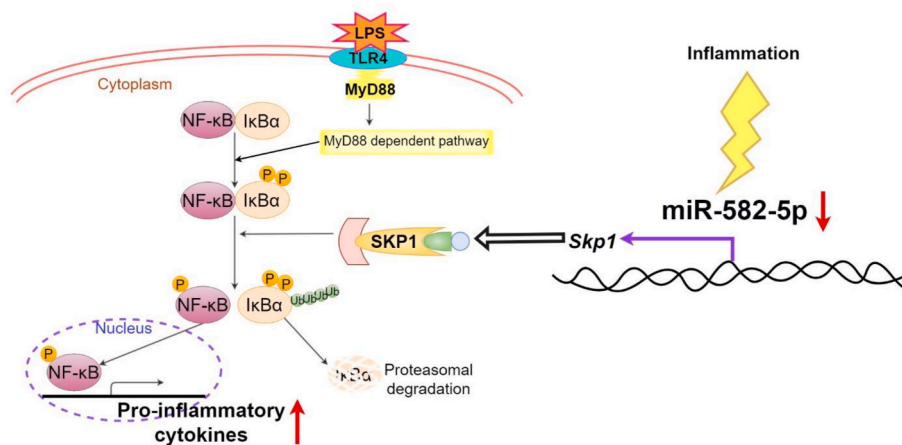 LPS
TLR4
MyD88
Cytoplasm
NF-κB IκBα
MyD88 dependent pathway
P P
NF-κB IκBα
SKP1
P
NF-κB
P P
IκBα
Ub Ub Ub Ub
Nucleus
P
NF-κB
IκBα
Proteasomal
degradation
Pro-inflammatory
cytokines
Inflammation
miR-582-5p
Skp1